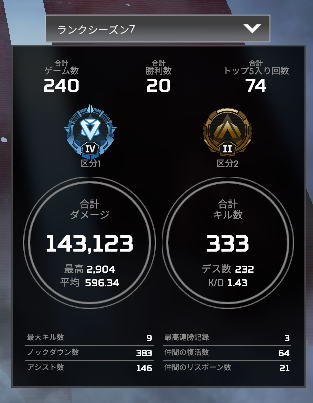 ランクシーズン7
合計 合計 合計
ゲーム数 勝利数 トップ5入り回数
240 20 74
IV II
区分1 区分2
合計 合計
ダメージ キル数
143,123 333
最高 2,904 デス数 232
平均 596.34 K/D 1.43
最大キル数 9 最高連勝記録 3
ノックダウン数 383 仲間の復活数 64
アシスト数 146 仲間のリスポーン数 21